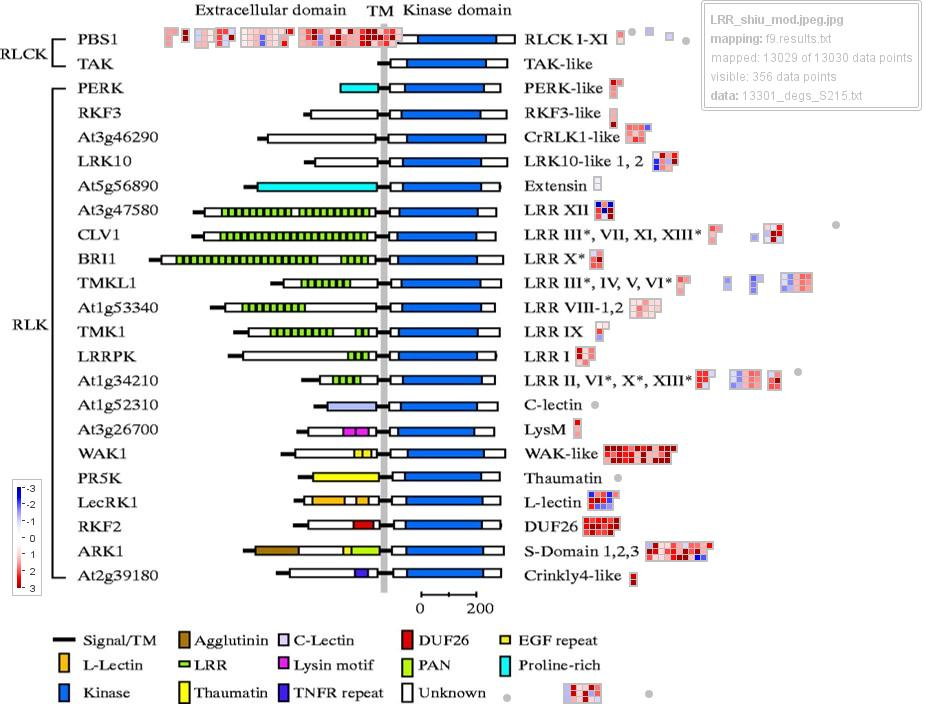 Extracellular domain TM Kinase domain
LRR_shiu_mod.jpeg.jpg
mapping: f9.results.txt
mapped: 13029 of 13030 data points
visible: 356 data points
data: 13301_degs_S215.txt
RLCK
PBS1 RLCK I-XI
TAK TAK-like
RLK
PERK PERK-like
RKF3 RKF3-like
At3g46290 CrRLK1-like
LRK10 LRK10-like 1, 2
At5g56890 Extensin
At3g47580 LRR XII
CLV1 LRR III*, VII, XI, XIII*
BRI1 LRR X*
TMKL1 LRR III*, IV, V, VI*
At1g53340 LRR VIII-1,2
TMK1 LRR IX
LRRPK LRR I
At1g34210 LRR II, VI*, X*, XIII*
At1g52310 C-lectin
At3g26700 LysM
WAK1 WAK-like
PR5K Thaumatin
LecRK1 L-lectin
RKF2 DUF26
ARK1 S-Domain 1,2,3
At2g39180 Crinkly4-like
-3
-2
-1
0
1
2
3
0 200
Signal/TM Agglutinin C-Lectin DUF26 EGF repeat
L-Lectin LRR Lysin motif PAN Proline-rich
Kinase Thaumatin TNFR repeat Unknown